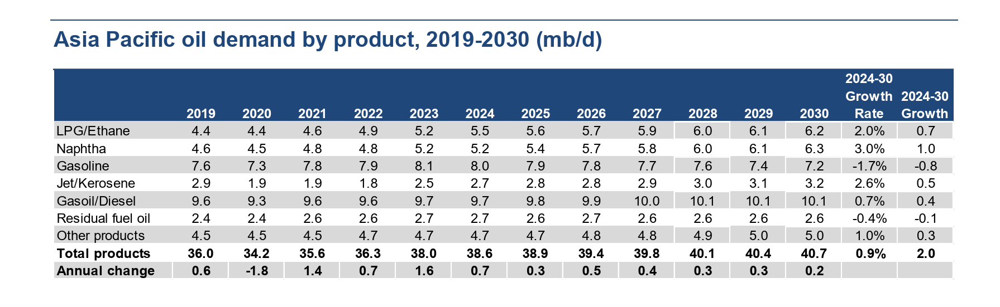 Asia Pacific oil demand by product, 2019-2030 (mb/d)
2024-30
Growth 2024-30
2019 2020 2021 2022 2023 2024 2025 2026 2027 2028 2029 2030 Rate Growth
LPG/Ethane 4.4 4.4 4.6 4.9 5.2 5.5 5.6 5.7 5.9 6.0 6.1 6.2 2.0% 0.7
Naphtha 4.6 4.5 4.8 4.8 5.2 5.2 5.4 5.7 5.8 6.0 6.1 6.3 3.0% 1.0
Gasoline 7.6 7.3 7.8 7.9 8.1 8.0 7.9 7.8 7.7 7.6 7.4 7.2 -1.7% -0.8
Jet/Kerosene 2.9 1.9 1.9 1.8 2.5 2.7 2.8 2.8 2.9 3.0 3.1 3.2 2.6% 0.5
Gasoil/Diesel 9.6 9.3 9.6 9.6 9.7 9.7 9.8 9.9 10.0 10.1 10.1 10.1 0.7% 0.4
Residual fuel oil 2.4 2.4 2.6 2.6 2.7 2.7 2.6 2.7 2.6 2.6 2.6 2.6 -0.4% -0.1
Other products 4.5 4.5 4.5 4.7 4.7 4.7 4.7 4.8 4.8 4.9 5.0 5.0 1.0% 0.3
Total products 36.0 34.2 35.6 36.3 38.0 38.6 38.9 39.4 39.8 40.1 40.4 40.7 0.9% 2.0
Annual change 0.6 -1.8 1.4 0.7 1.6 0.7 0.3 0.5 0.4 0.3 0.3 0.2